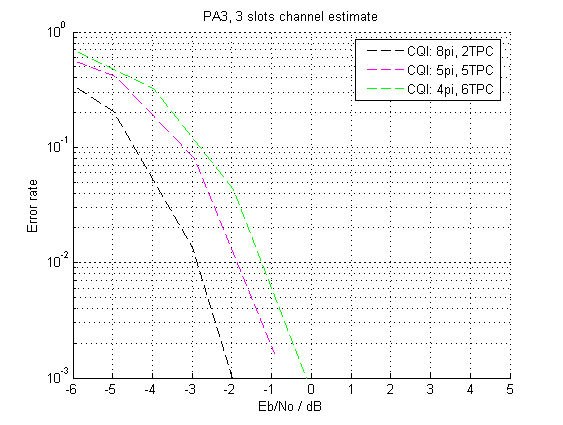 PA3, 3 slots channel estimate
10^0
10^-1
10^-2
10^-3
Error rate
CQI: 8pi, 2TPC
CQI: 5pi, 5TPC
CQI: 4pi, 6TPC
-6 -5 -4 -3 -2 -1 0 1 2 3 4 5
Eb/No / dB